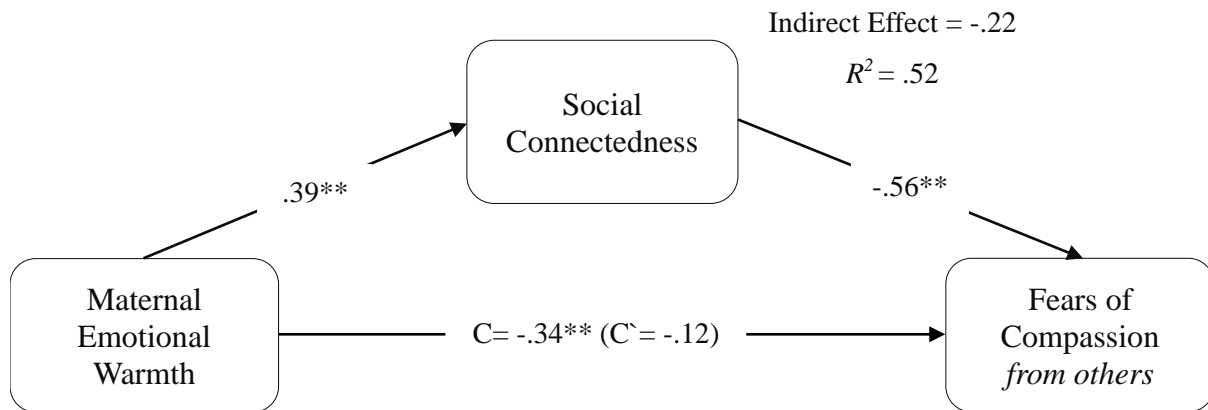 Indirect Effect = -.22
R² = .52
Social
Connectedness
.39**
-.56**
Maternal
Emotional
Warmth
C= -.34** (C`= -.12)
Fears of
Compassion
from others